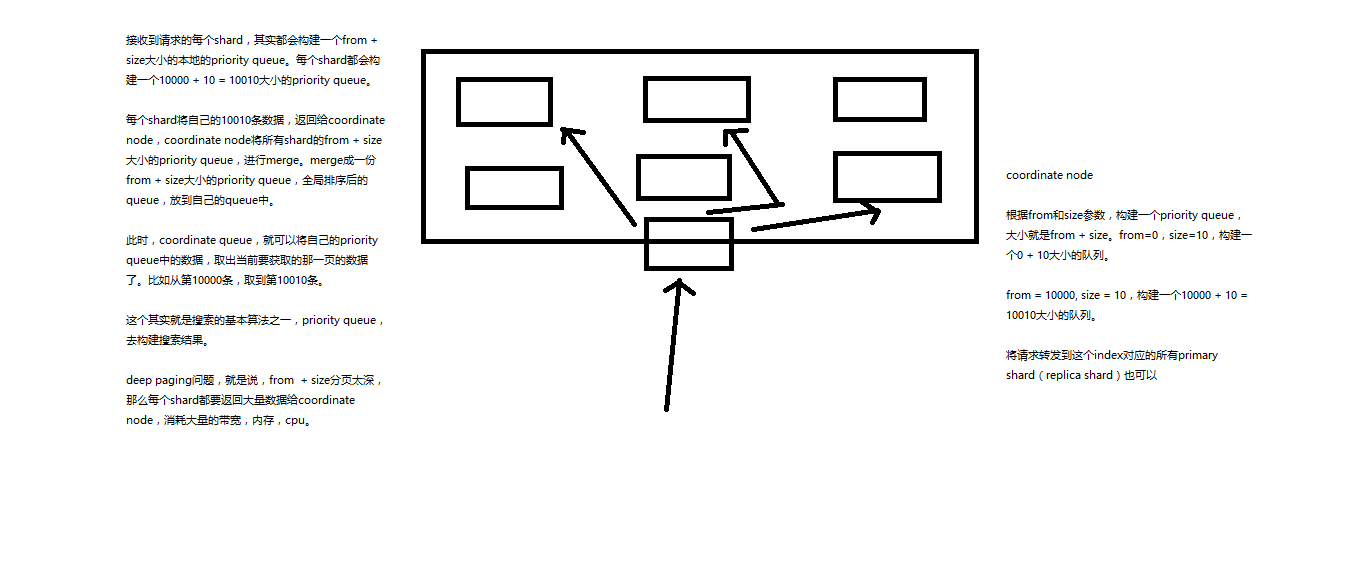 接收到请求的每个shard，其实都会构建一个from +
size大小的本地的priority queue。每个shard都会构
建一个10000 + 10 = 10010大小的priority queue。
每个shard将自己的10010条数据，返回给coordinate
node，coordinate node将所有shard的from + size
大小的priority queue，进行merge。merge成一份
from + size大小的priority queue，全局排序后的
queue，放到自己的queue中。
此时，coordinate queue，就可以将自己的priority
queue中的数据，取出当前要获取的那一页的数据
了。比如从第10000条，取到第10010条。
这个其实就是搜索的基本算法之一，priority queue，
去构建搜索结果。
deep paging问题，就是说，from  + size分页太深，
那么每个shard都要返回大量数据给coordinate
node，消耗大量的带宽，内存，cpu。
coordinate node
根据from和size参数，构建一个priority queue，
大小就是from + size。from=0，size=10，构建一
个0 + 10大小的队列。
from = 10000, size = 10，构建一个10000 + 10 =
10010大小的队列。
将请求转发到这个index对应的所有primary
shard（replica shard）也可以